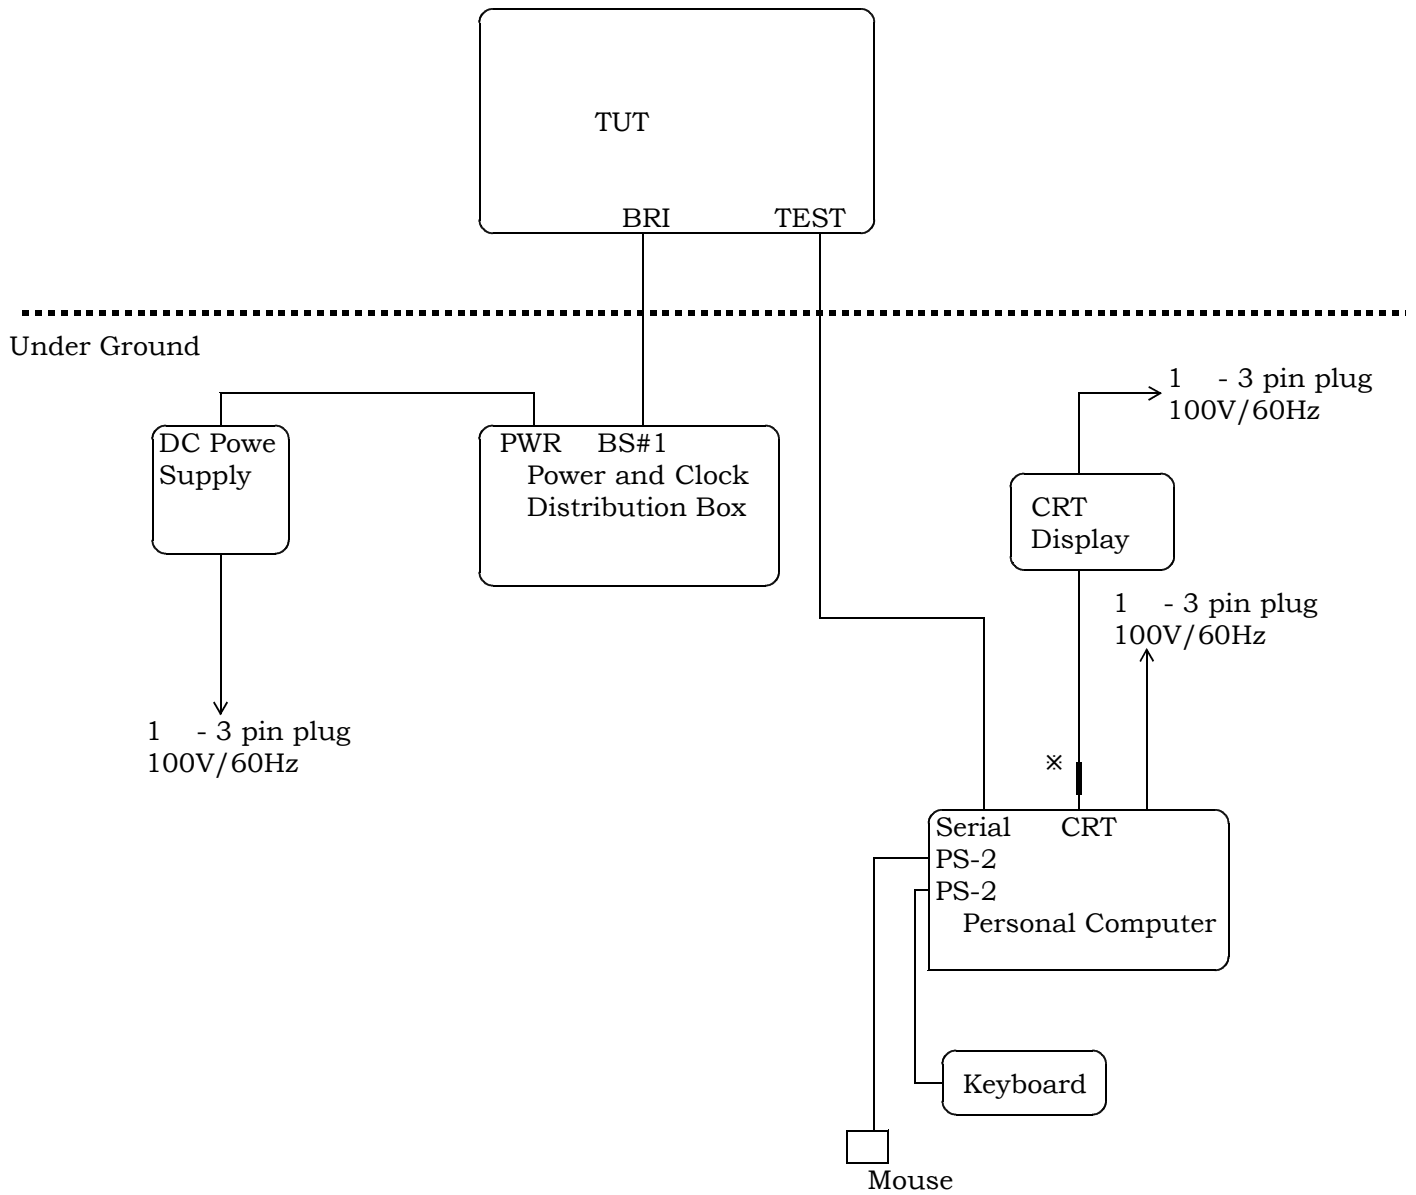 TUT
BRI TEST
Under Ground
1 - 3 pin plug
100V/60Hz
DC Powe
Supply
PWR BS#1
Power and Clock
Distribution Box
CRT
Display
1 - 3 pin plug
100V/60Hz
1 - 3 pin plug
100V/60Hz
※
Serial CRT
PS-2
PS-2
Personal Computer
Keyboard
Mouse